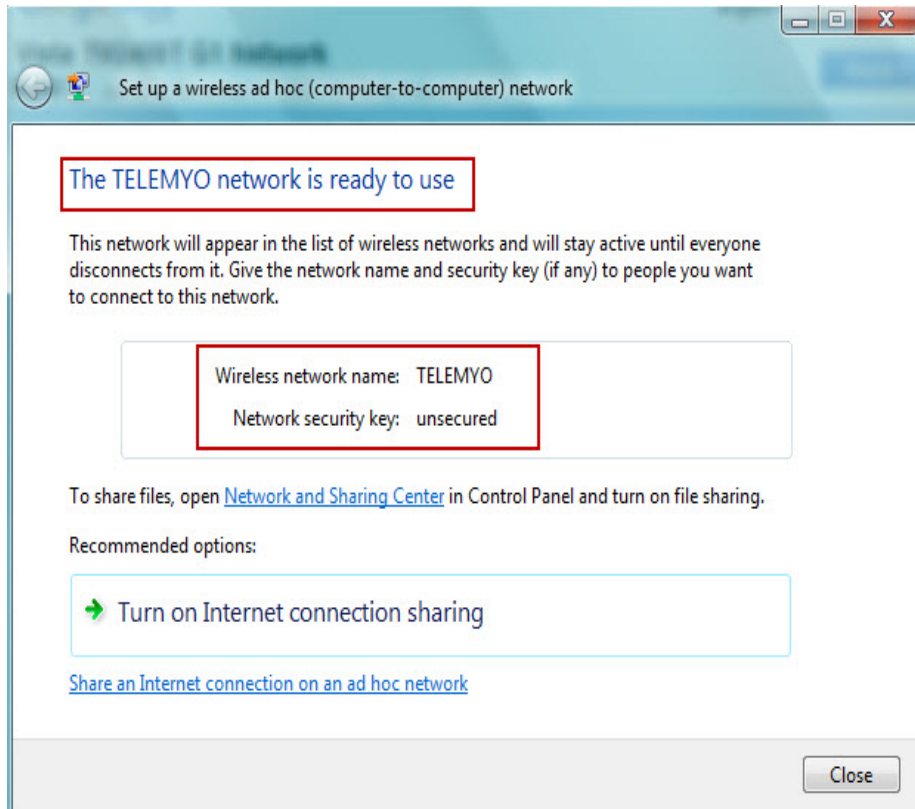 Set up a wireless ad hoc (computer-to-computer) network
The TELEMYO network is ready to use
This network will appear in the list of wireless networks and will stay active until everyone
disconnects from it. Give the network name and security key (if any) to people you want
to connect to this network.
Wireless network name: TELEMYO
Network security key: unsecured
To share files, open Network and Sharing Center in Control Panel and turn on file sharing.
Recommended options:
Turn on Internet connection sharing
Share an Internet connection on an ad hoc network
Close